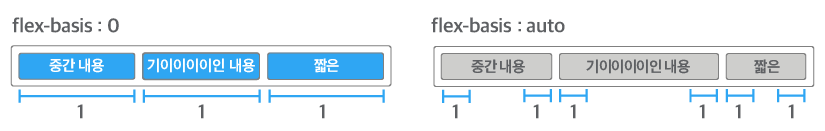 flex-basis : 0
중간 내용 기이이이이인 내용 짧은
1 1 1
flex-basis : auto
중간 내용 기이이이이인 내용 짧은
1 1 1 1 1 1